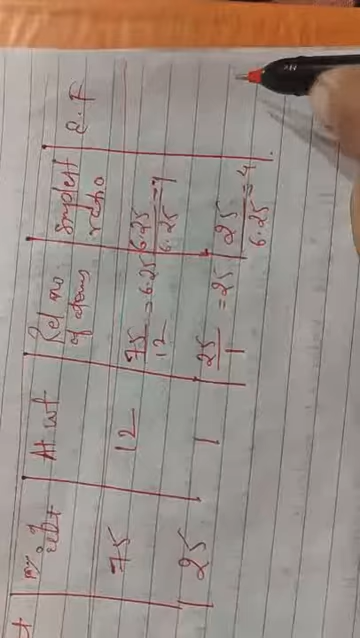 At wt
Rel no. of atoms
Simplest ratio
E.F
75
12
75/12 = 6.25
6.25/6.25 = 1
25
1
25/1 = 25
25/6.25 = 4